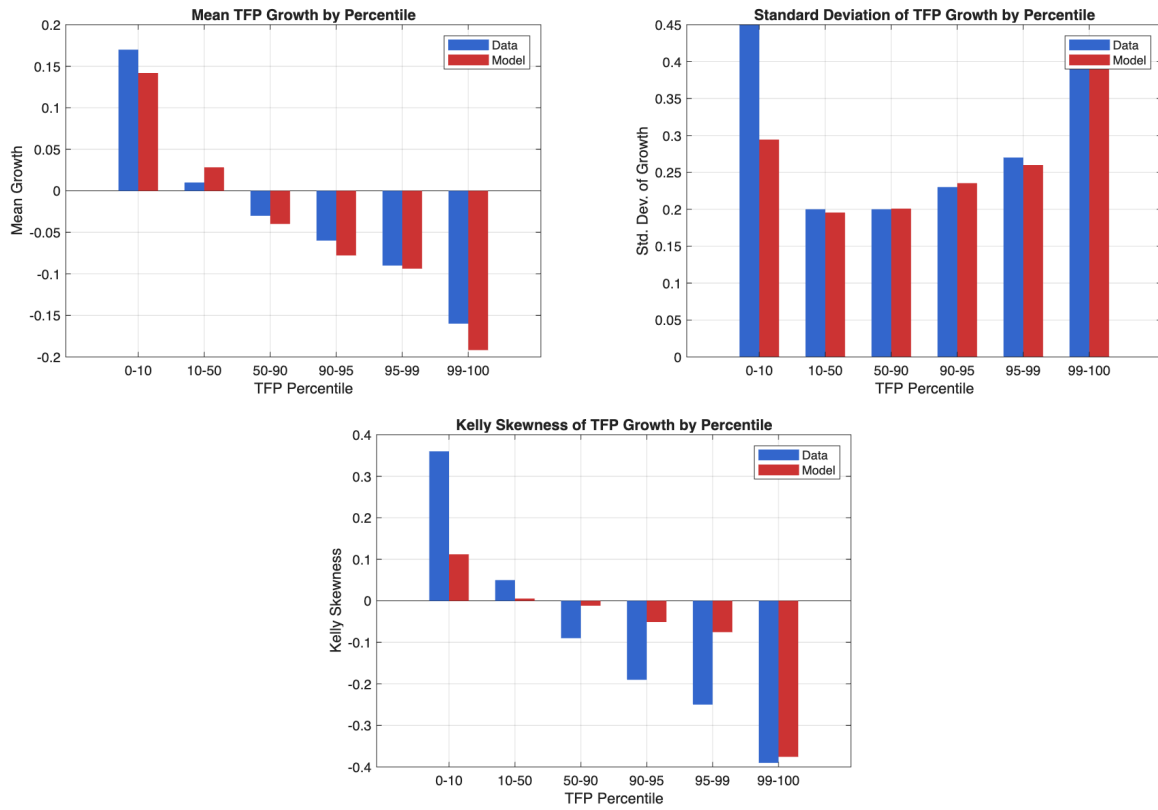 Mean TFP Growth by Percentile
0.2
0.15
0.1
0.05
0
-0.05
-0.1
-0.15
-0.2
Mean Growth
Data
Model
0-10 10-50 50-90 90-95 95-99 99-100
TFP Percentile
Standard Deviation of TFP Growth by Percentile
0.45
0.4
0.35
0.3
0.25
0.2
0.15
0.1
0.05
0
Std. Dev. of Growth
Data
Model
0-10 10-50 50-90 90-95 95-99 99-100
TFP Percentile
Kelly Skewness of TFP Growth by Percentile
0.4
0.3
0.2
0.1
0
-0.1
-0.2
-0.3
-0.4
Kelly Skewness
Data
Model
0-10 10-50 50-90 90-95 95-99 99-100
TFP Percentile